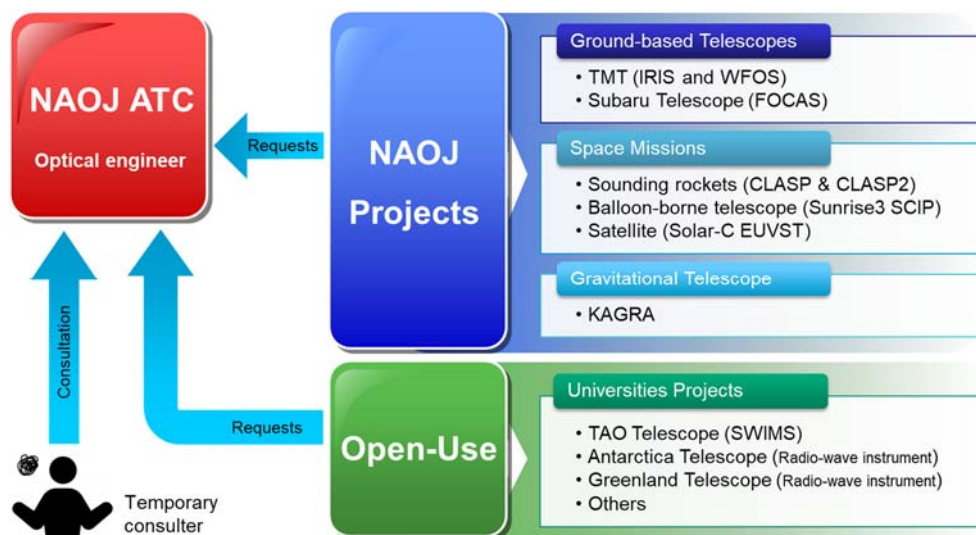 NAOJ ATC
Optical engineer
Requests
NAOJ
Projects
Ground-based Telescopes
• TMT (IRIS and WFOS)
• Subaru Telescope (FOCAS)
Space Missions
• Sounding rockets (CLASP & CLASP2)
• Balloon-borne telescope (Sunrise3 SCIP)
• Satellite (Solar-C EUVST)
Gravitational Telescope
• KAGRA
Consultation
Requests
Open-Use
Universities Projects
• TAO Telescope (SWIMS)
• Antarctica Telescope (Radio-wave instrument)
• Greenland Telescope (Radio-wave instrument)
• Others
Temporary
consulter